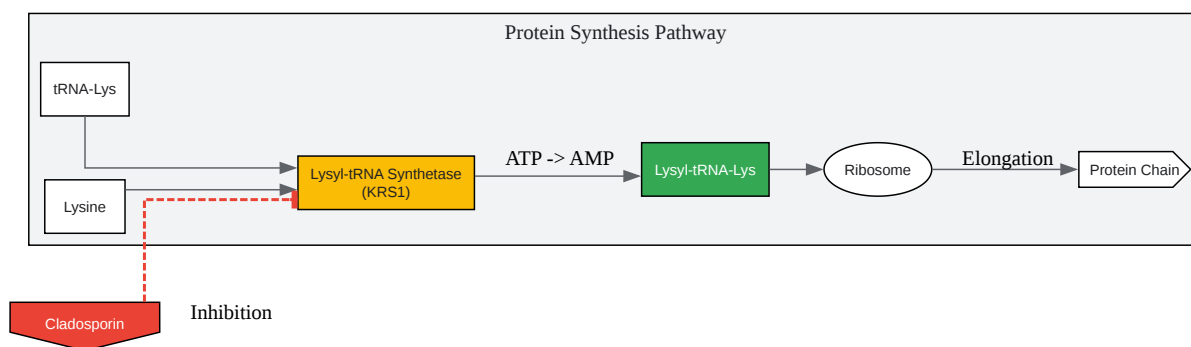 Protein Synthesis Pathway
tRNA-Lys
Lysine
Lysyl-tRNA Synthetase
(KRS1)
ATP -> AMP
Lysyl-tRNA-Lys
Ribosome
Elongation
Protein Chain
Cladosporin
Inhibition